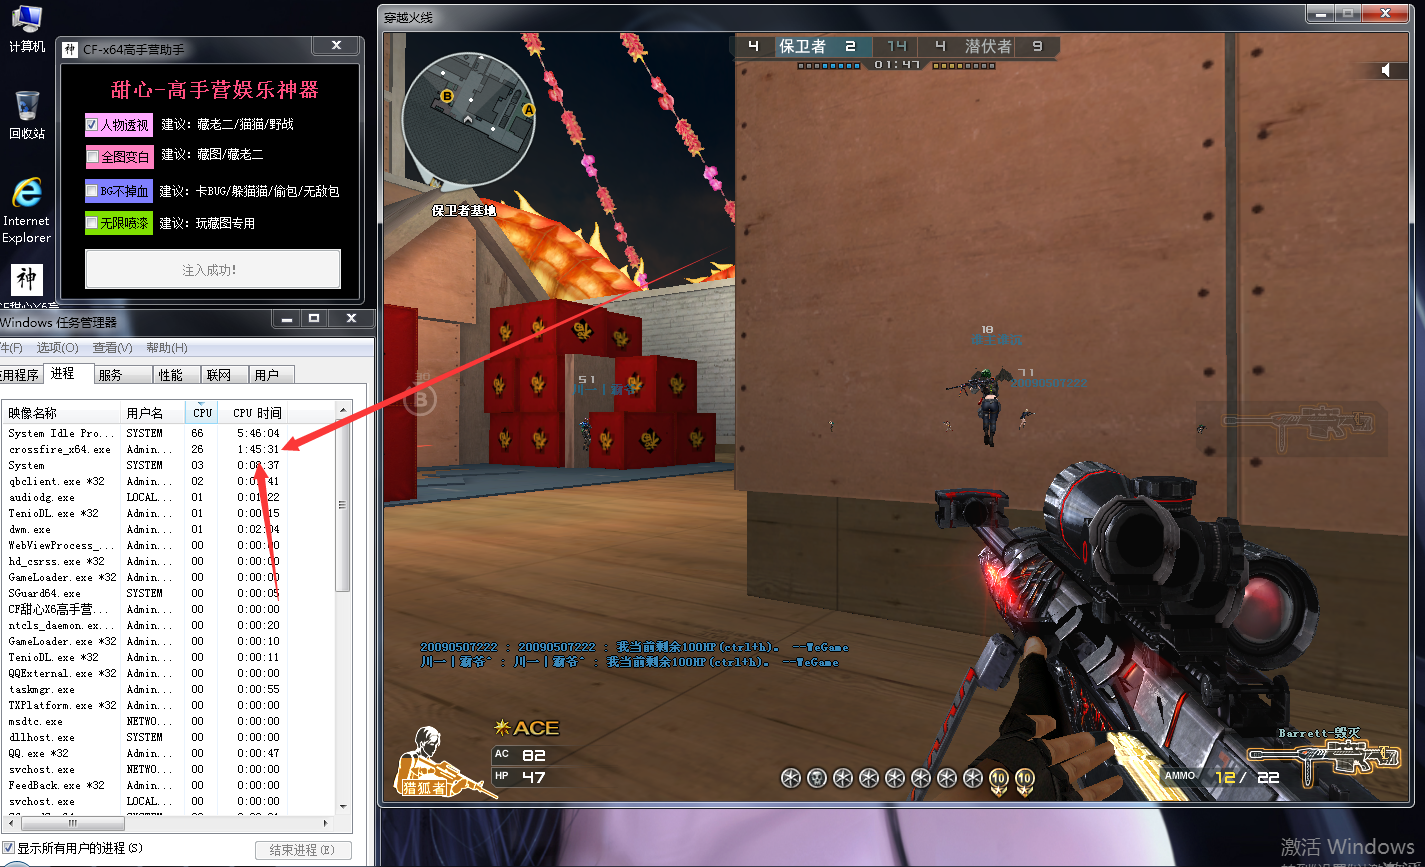 计算机
回收站
Internet
Explorer
神
CF-x64高手营助手
甜心-高手营娱乐神器
人物透视 建议: 藏老二/猫猫/野战
全图变白 建议: 藏图/藏老二
BG不掉血 建议: 卡BUG/躲猫猫/偷包/无敌包
无限喷漆 建议: 玩藏图专用
注入成功!
Windows 任务管理器
件(F) 选项(O) 查看(V) 帮助(H)
应用程序 进程 服务 性能 联网 用户
映像名称 用户名 CPU CPU 时间
System Idle Pro... SYSTEM 66 5:46:04
crossfire_x64.exe Admin... 26 1:45:31
System SYSTEM 03
qbclient.exe *32 Admin... 02
audiodg.exe LOCAL... 01
TenioDL.exe *32 Admin... 01
dwm.exe Admin... 01
WebViewProcess_... Admin... 00
hd_csrss.exe *32 Admin... 00
GameLoader.exe *32 Admin... 00
SGuard64.exe SYSTEM 00 0:00:05
CF甜心X6高手营... Admin... 00 0:00:00
ntcls_daemon.ex... Admin... 00 0:00:20
GameLoader.exe *32 Admin... 00 0:00:10
TenioDL.exe *32 Admin... 00 0:00:11
QQExternal.exe *32 Admin... 00 0:00:00
taskmgr.exe Admin... 00 0:00:55
TXPlatform.exe *32 Admin... 00 0:00:00
msdtc.exe NETWO... 00 0:00:00
dllhost.exe SYSTEM 00 0:00:00
QQ.exe *32 Admin... 00 0:00:47
svchost.exe NETWO... 00 0:00:00
FeedBack.exe *32 Admin... 00 0:00:00
svchost.exe LOCAL... 00 0:00:00
显示所有用户的进程(S) 结束进程(E)
穿越火线
4 保卫者 2 14 4 潜伏者 9
01:47
B A
保卫者基地
30
B
51
川一丨霸爷
18
71
20090507222
20090507222 : 20090507222 : 我当前剩余100HP(ctrl+h)。 --WeGame
川一丨霸爷^ : 川一丨霸爷^ : 我当前剩余100HP(ctrl+h)。 --WeGame
ACE
AC 82
HP 47
猎狐者
10 10
Barrett-毁灭
AMMO 12/ 22
激活 Windows